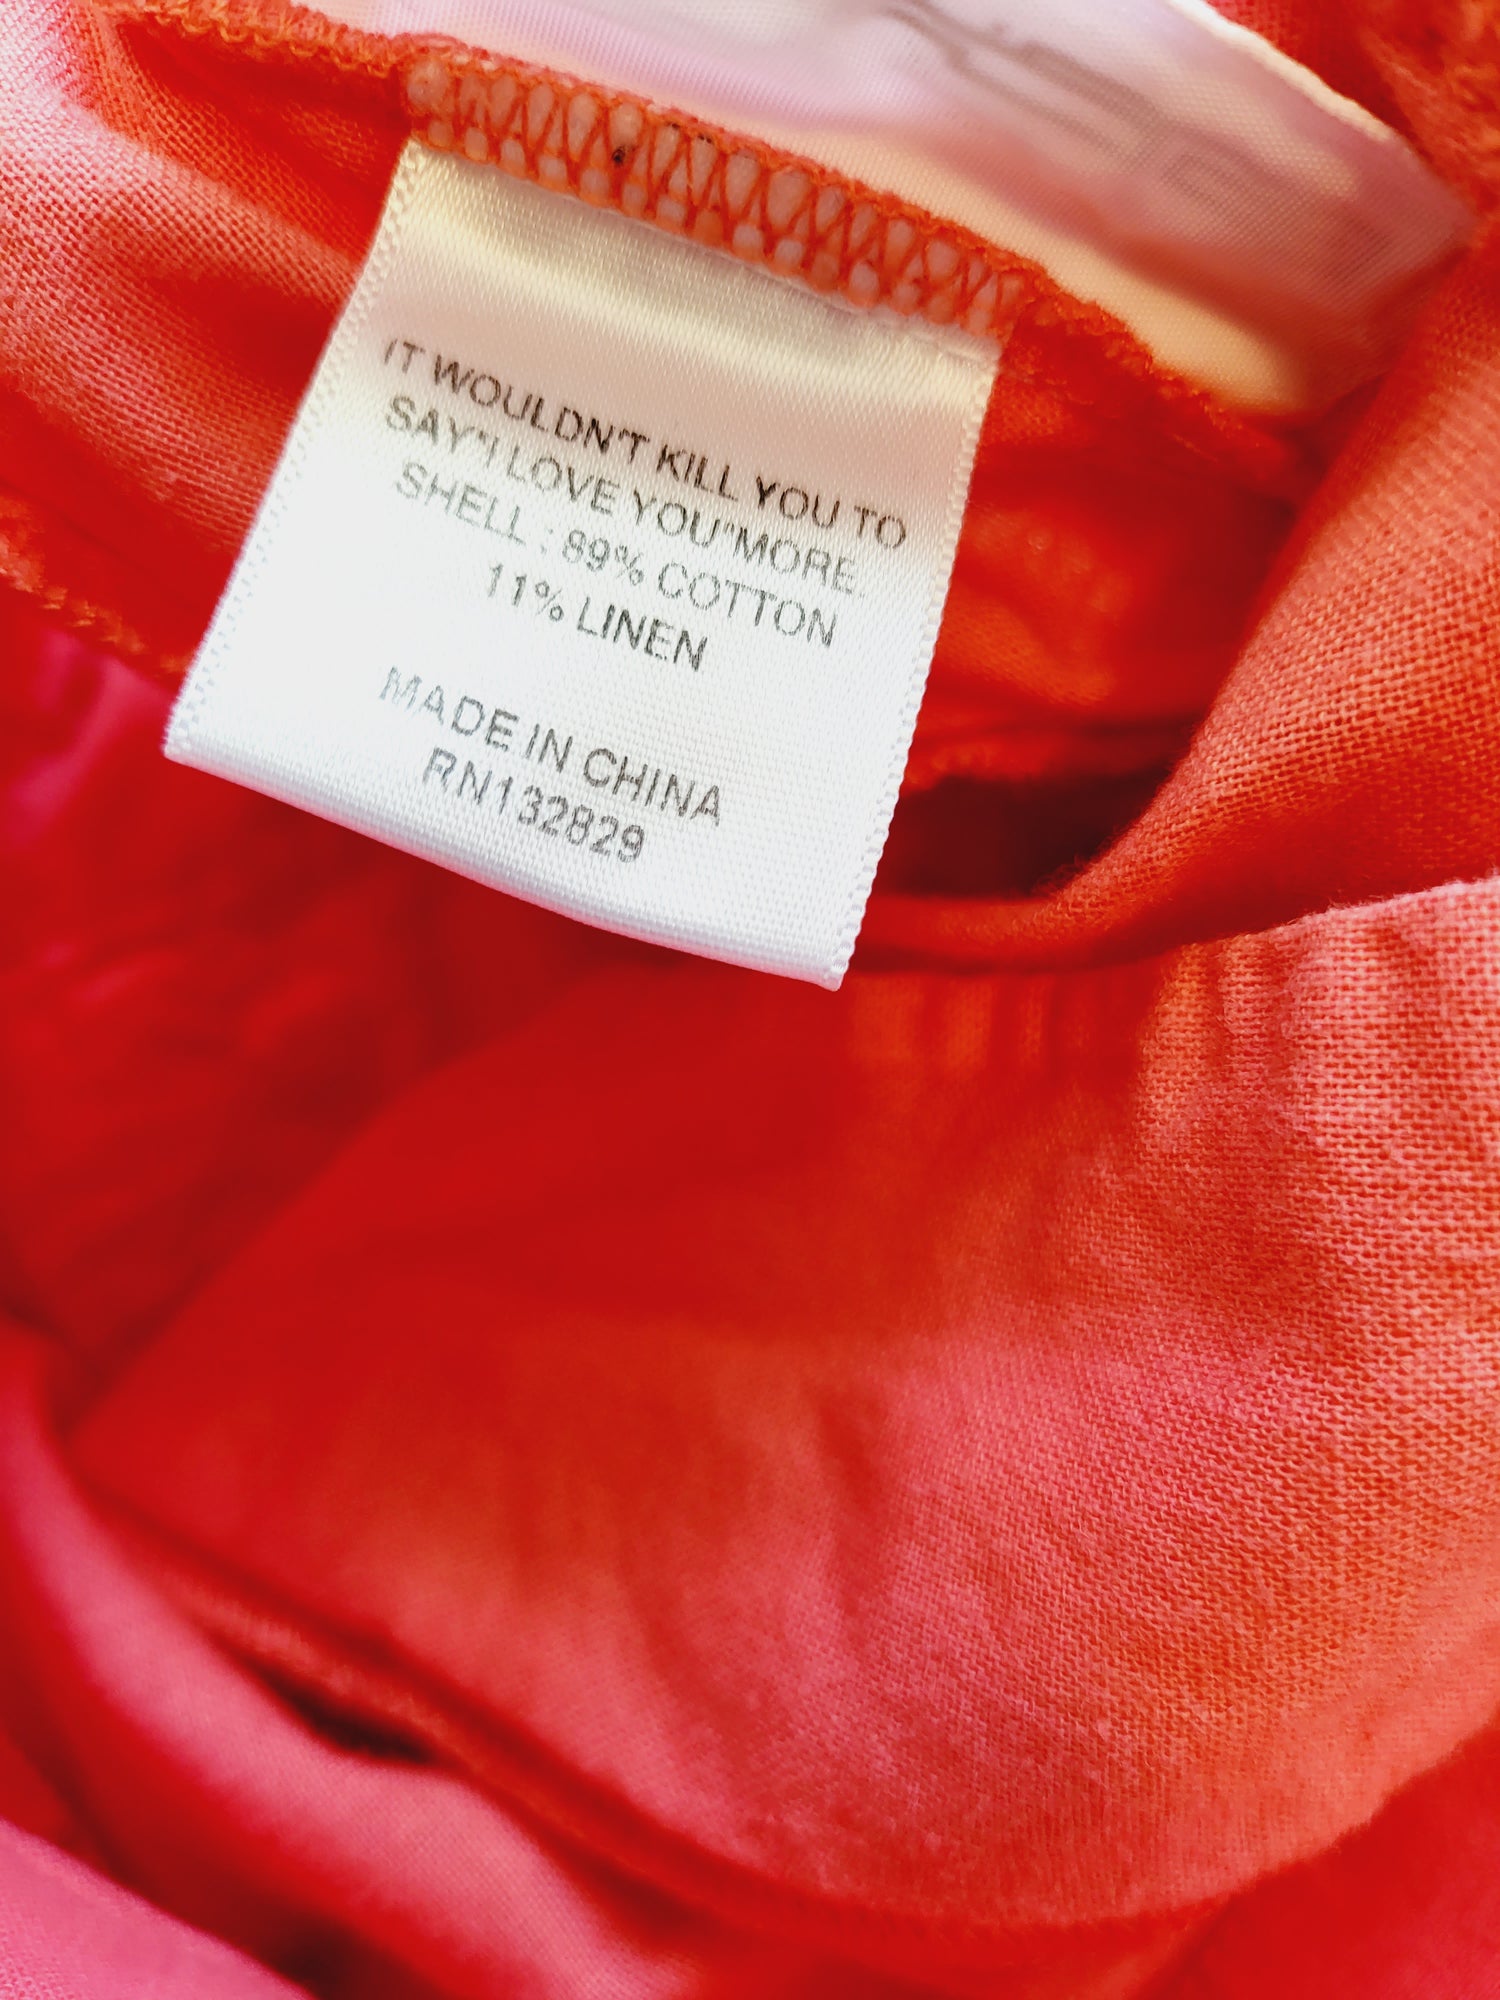 IT WOULDN'T KILL YOU TO
SAY"I LOVE YOU"MORE.
SHELL : 89% COTTON
11% LINEN
MADE IN CHINA
RN132829